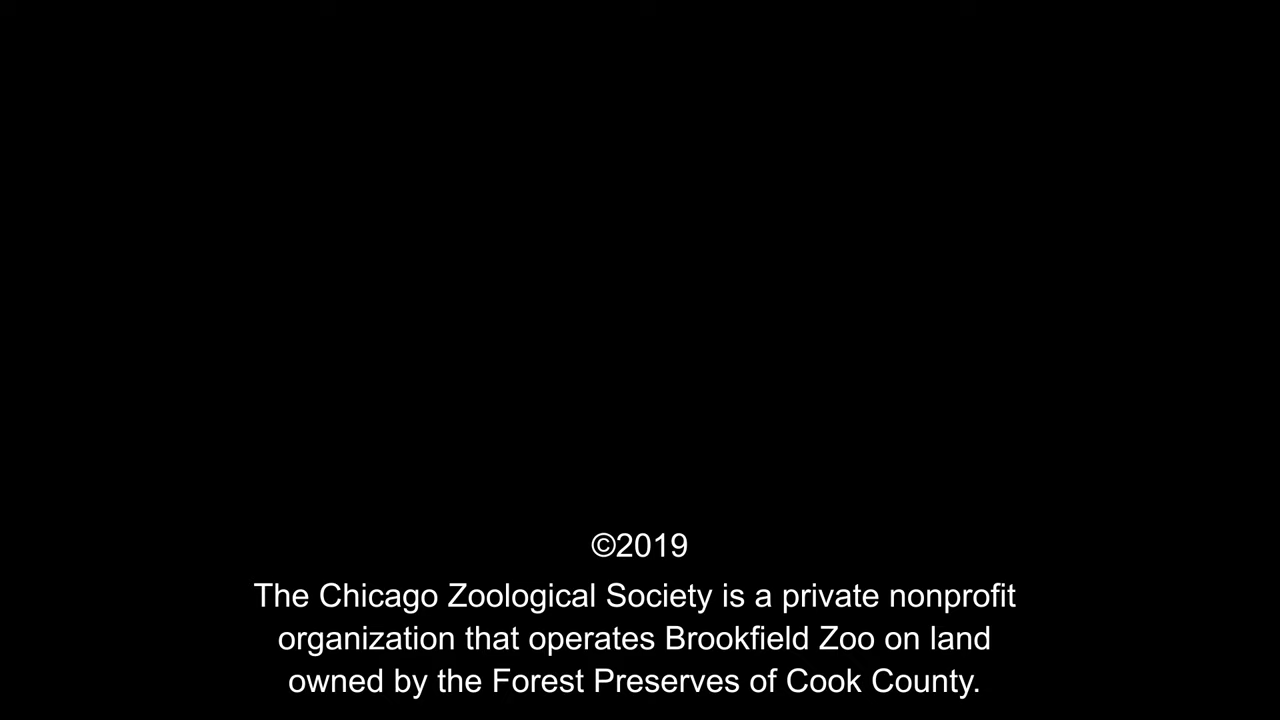 ©2019
The Chicago Zoological Society is a private nonprofit
organization that operates Brookfield Zoo on land
owned by the Forest Preserves of Cook County.